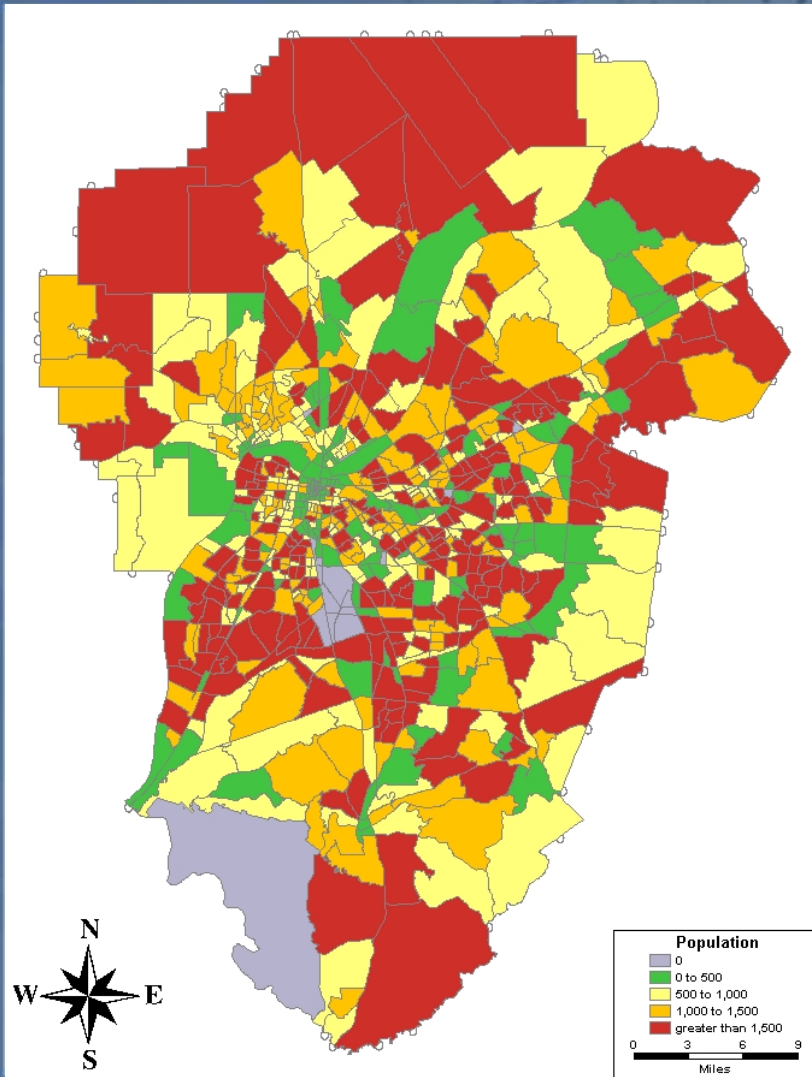 N
W E
S
Population
0
0 to 500
500 to 1,000
1,000 to 1,500
greater than 1,500
0 3 6 9
Miles